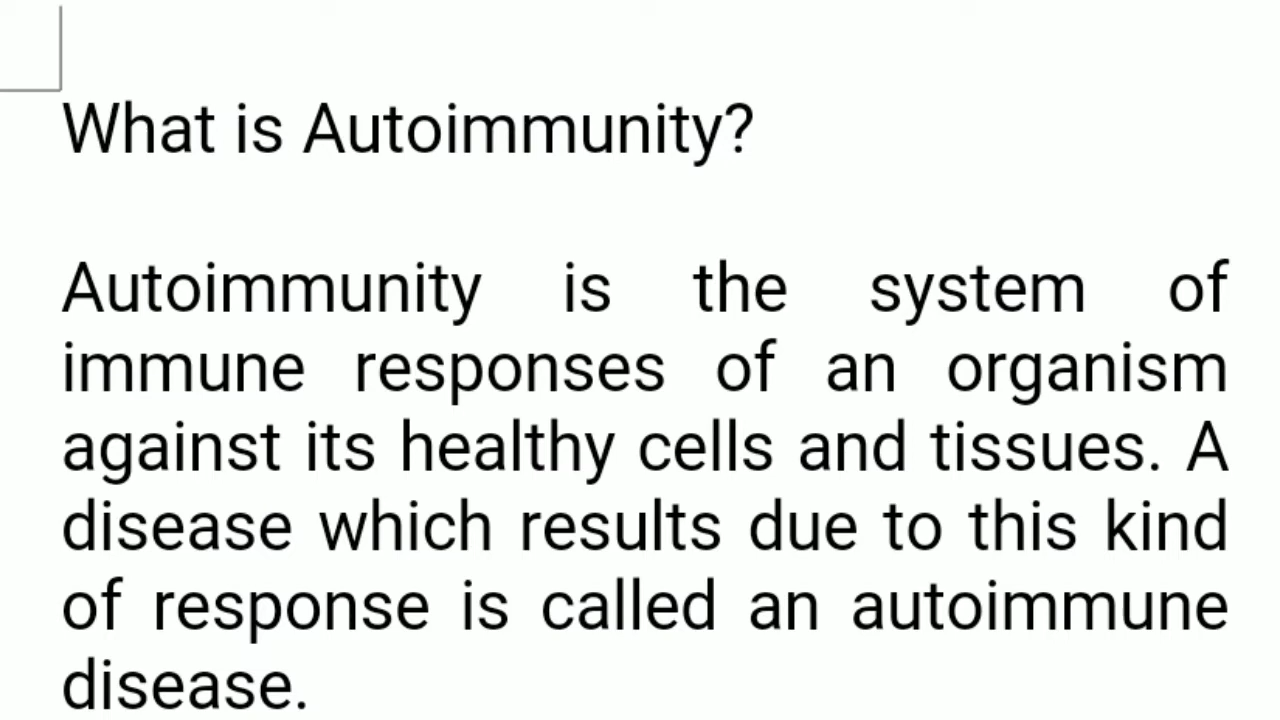 What is Autoimmunity?
Autoimmunity is the system of
immune responses of an organism
against its healthy cells and tissues. A
disease which results due to this kind
of response is called an autoimmune
disease.